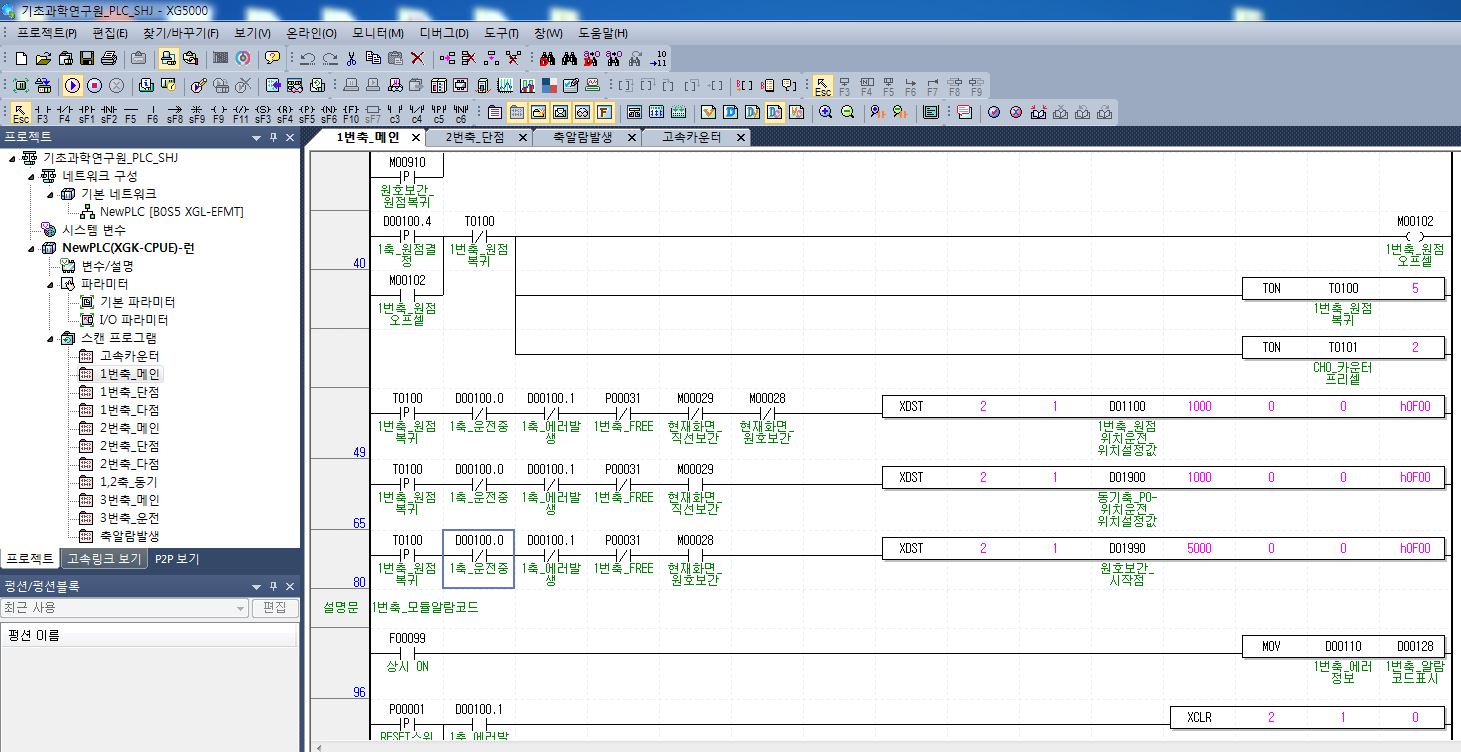 기초과학연구원_PLC_SHJ - XG5000
프로젝트(P) 편집(E) 찾기/바꾸기(F) 보기(V) 온라인(O) 모니터(M) 디버그(D) 도구(T) 창(W) 도움말(H)
Esc F3 F4 F5 F6 F7 F8 F9
Esc F3 F4 sF1 sF2 F5 F6 sF8 sF9 F9 F11 sF3 sF4 sF5 sF6 F10 sF7 c3 c4 c5 c6
프로젝트
기초과학연구원_PLC_SHJ
네트워크 구성
기본 네트워크
NewPLC [B0S5 XGL-EFMT]
시스템 변수
NewPLC(XGK-CPUE)-런
변수/설명
파라미터
기본 파라미터
I/O 파라미터
스캔 프로그램
고속카운터
1번축_메인
1번축_단점
1번축_다점
2번축_메인
2번축_단점
2번축_다점
1,2축_동기
3번축_메인
3번축_운전
축알람발생
프로젝트 고속링크 보기 P2P 보기
펑션/펑션블록
최근 사용 편집
펑션 이름
1번축_메인 2번축_단점 축알람발생 고속카운터
M00910
P
원호보간_
원점복귀
D00100.4 T0100 M00102
P
1축_원점결정 1번축_원점복귀 1번축_원점오프셀
40
M00102
1번축_원점오프셀
TON T0100 5
1번축_원점복귀
TON T0101 2
CH0_카운터프리셀
T0100 D00100.0 D00100.1 P00031 M00029 M00028
P XDST 2 1 D01100 1000 0 0 h0F00
1번축_원점복귀 1축_운전중 1축_에러발생 1번축_FREE 현재화면_직선보간 현재화면_원호보간 1번축_원점위치운전_위치설정값
49
T0100 D00100.0 D00100.1 P00031 M00029
P XDST 2 1 D01900 1000 0 0 h0F00
1번축_원점복귀 1축_운전중 1축_에러발생 1번축_FREE 현재화면_직선보간 동기축_P0-위치운전_위치설정값
65
T0100 D00100.0 D00100.1 P00031 M00028
P XDST 2 1 D01990 5000 0 0 h0F00
1번축_원점복귀 1축_운전중 1축_에러발생 1번축_FREE 현재화면_원호보간 원호보간_시작점
80
설명문 1번축_모듈알람코드
F00099
상시 ON
MOV D00110 D00128
1번축_에러정보 1번축_알람코드표시
96
P00001 D00100.1
P XCLR 2 1 0